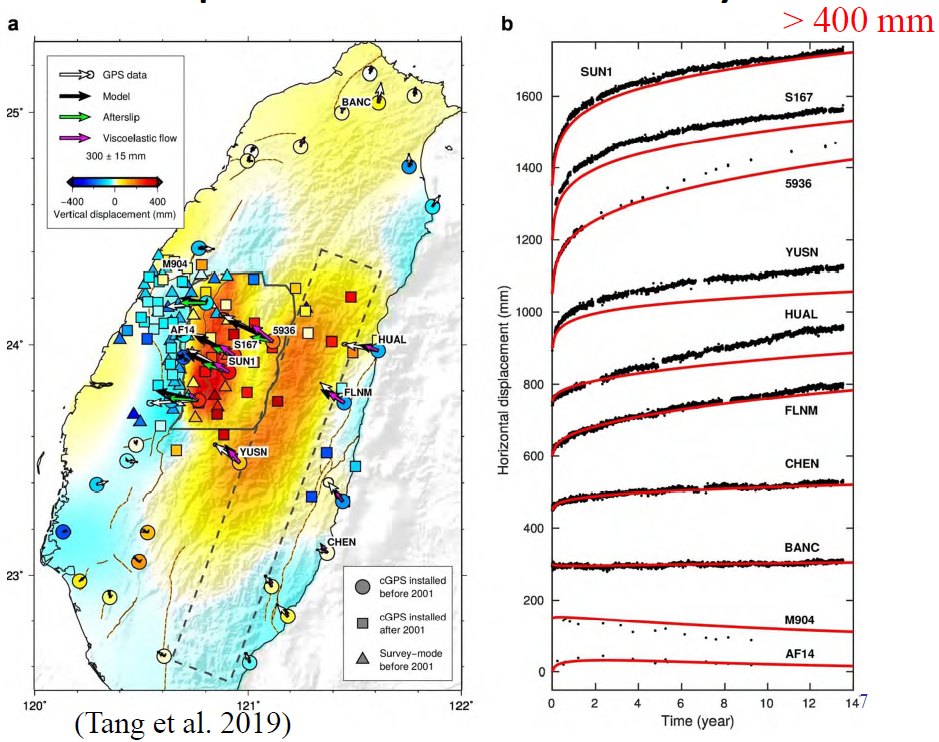 a
b
> 400 mm
GPS data
Model
Afterslip
Viscoelastic flow
300 ± 15 mm
−400 0 400
Vertical displacement (mm)
25°
24°
23°
120° 121° 122°
BANC
M904
AF14
S167
5936
SUN1
HUAL
FLNM
YUSN
CHEN
cGPS installed
before 2001
cGPS installed
after 2001
Survey−mode
before 2001
(Tang et al. 2019)
Horizontal displacement (mm)
1600
1400
1200
1000
800
600
400
200
0
SUN1
S167
5936
YUSN
HUAL
FLNM
CHEN
BANC
M904
AF14
0 2 4 6 8 10 12 14
Time (year)
7